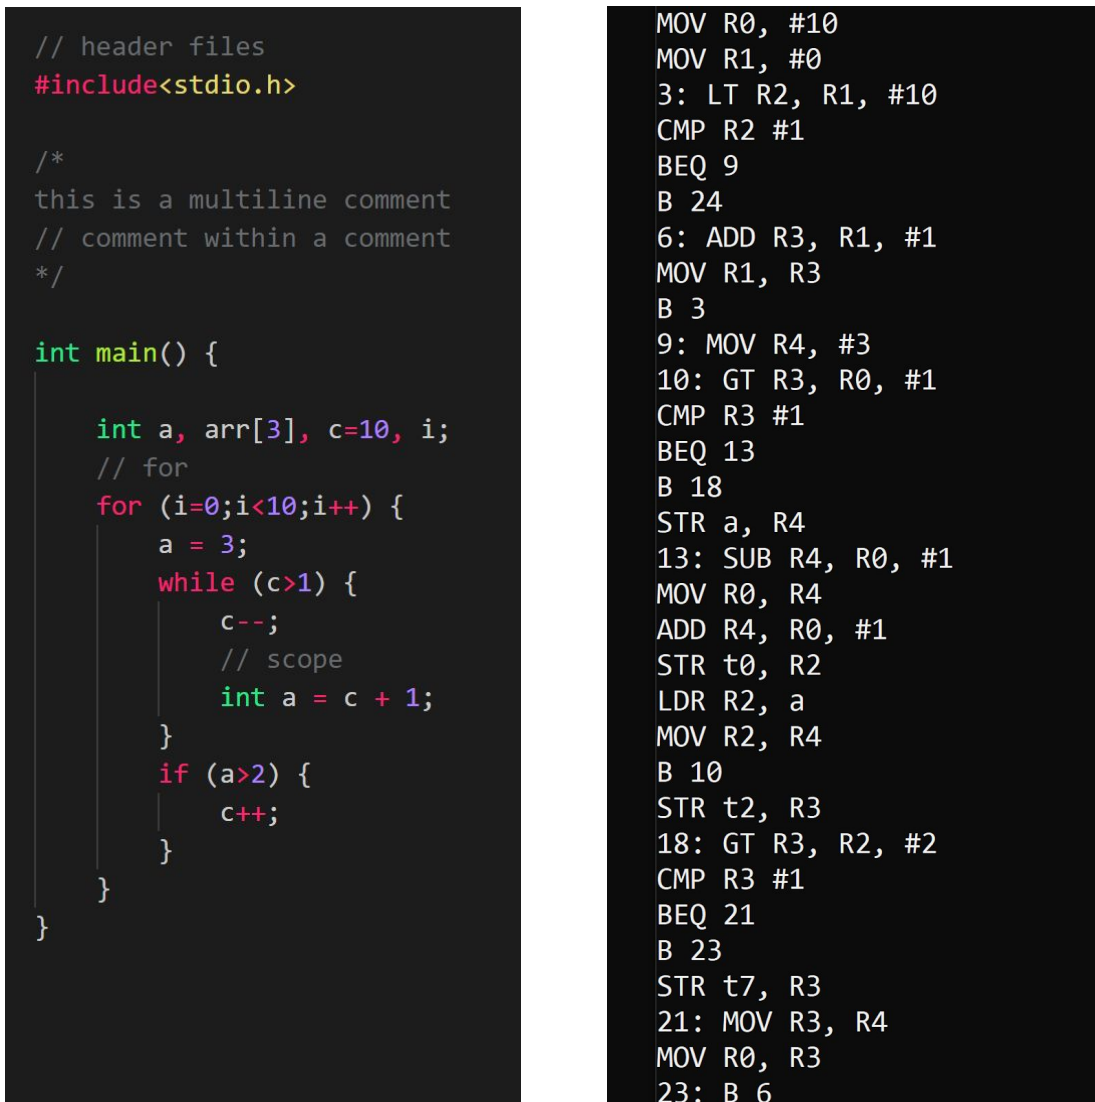 // header files
#include<stdio.h>
/*
this is a multiline comment
// comment within a comment
*/
int main() {
int a, arr[3], c=10, i;
// for
for (i=0;i<10;i++) {
a = 3;
while (c>1) {
c--;
// scope
int a = c + 1;
}
if (a>2) {
c++;
}
}
}
MOV R0, #10
MOV R1, #0
3: LT R2, R1, #10
CMP R2 #1
BEQ 9
B 24
6: ADD R3, R1, #1
MOV R1, R3
B 3
9: MOV R4, #3
10: GT R3, R0, #1
CMP R3 #1
BEQ 13
B 18
STR a, R4
13: SUB R4, R0, #1
MOV R0, R4
ADD R4, R0, #1
STR t0, R2
LDR R2, a
MOV R2, R4
B 10
STR t2, R3
18: GT R3, R2, #2
CMP R3 #1
BEQ 21
B 23
STR t7, R3
21: MOV R3, R4
MOV R0, R3
23: B 6